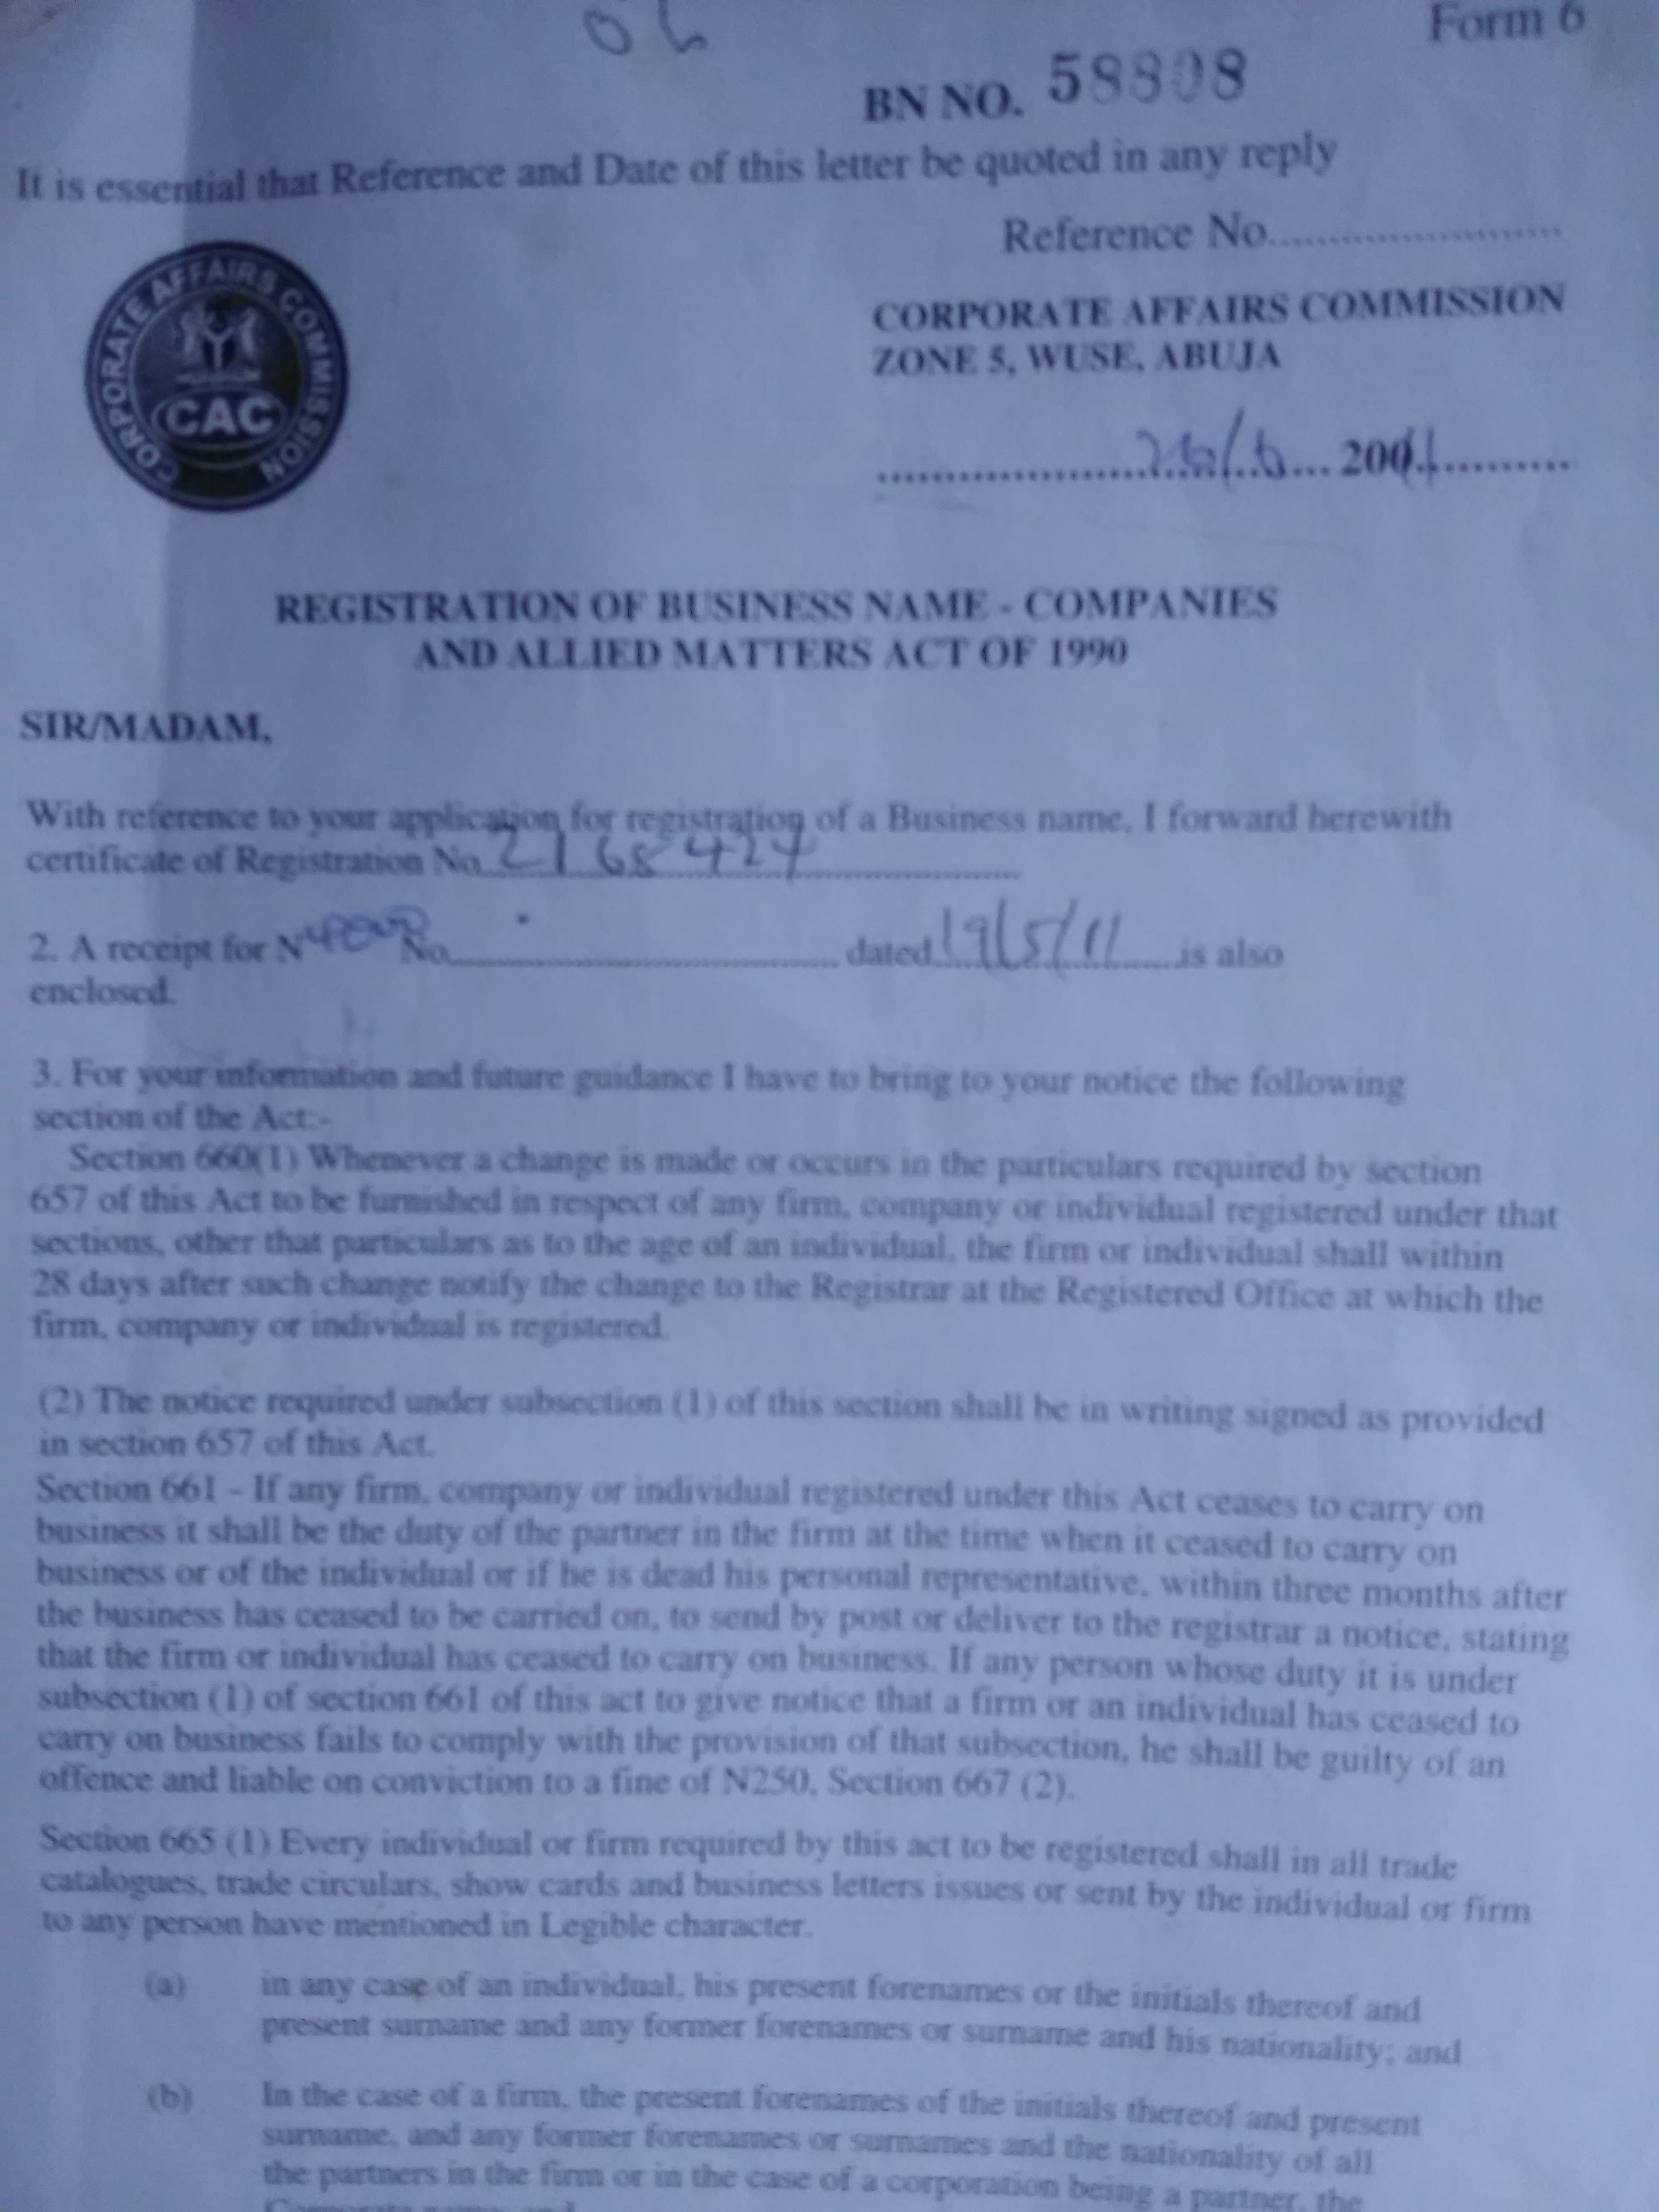 Form 6
BN NO. 58808
It is essential that Reference and Date of this letter be quoted in any reply
Reference No..........................
CORPORATE AFFAIRS COMMISSION
CAC
CORPORATE AFFAIRS COMMISSION
ZONE 5, WUSE, ABUJA
200
REGISTRATION OF BUSINESS NAME - COMPANIES
AND ALLIED MATTERS ACT OF 1990
SIR/MADAM,
With reference to your application for registration of a Business name, I forward herewith
certificate of Registration No. 2168424
2. A receipt for N No. dated 19/5/11 is also
enclosed.
3. For your information and future guidance I have to bring to your notice the following
section of the Act:-
Section 660(1) Whenever a change is made or occurs in the particulars required by section
657 of this Act to be furnished in respect of any firm, company or individual registered under that
sections, other that particulars as to the age of an individual, the firm or individual shall within
28 days after such change notify the change to the Registrar at the Registered Office at which the
firm, company or individual is registered.
(2) The notice required under subsection (1) of this section shall be in writing signed as provided
in section 657 of this Act.
Section 661 - If any firm, company or individual registered under this Act ceases to carry on
business it shall be the duty of the partner in the firm at the time when it ceased to carry on
business or of the individual or if he is dead his personal representative, within three months after
the business has ceased to be carried on, to send by post or deliver to the registrar a notice, stating
that the firm or individual has ceased to carry on business. If any person whose duty it is under
subsection (1) of section 661 of this act to give notice that a firm or an individual has ceased to
carry on business fails to comply with the provision of that subsection, he shall be guilty of an
offence and liable on conviction to a fine of N250, Section 667 (2).
Section 665 (1) Every individual or firm required by this act to be registered shall in all trade
catalogues, trade circulars, show cards and business letters issues or sent by the individual or firm
to any person have mentioned in Legible character.
(a) in any case of an individual, his present forenames or the initials thereof and
present surname and any former forenames or surname and his nationality; and
(b) In the case of a firm, the present forenames of the initials thereof and present
surname, and any former forenames or surnames and the nationality of all
the partners in the firm or in the case of a corporation being a partner, the